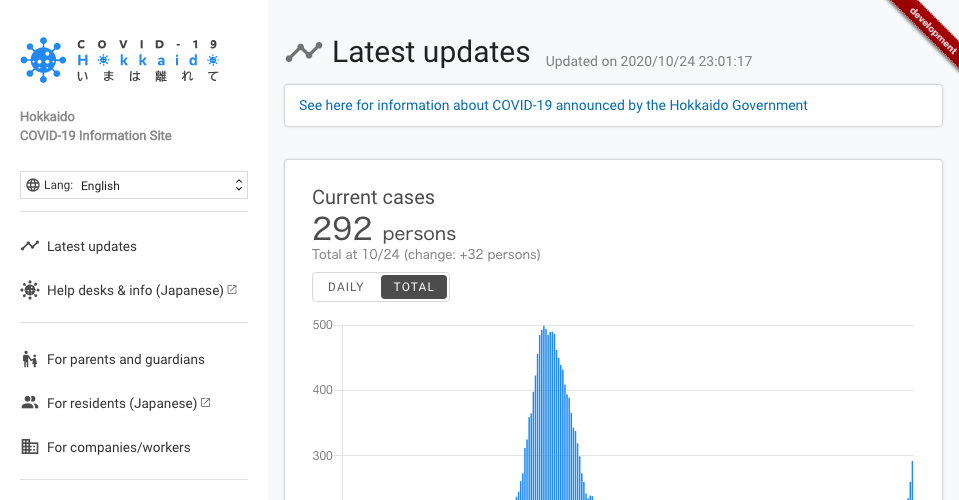 COVID-19
Hokkaido
いまは離れて
Hokkaido
COVID-19 Information Site
Lang: English
Latest updates
Help desks & info (Japanese)
For parents and guardians
For residents (Japanese)
For companies/workers
development
Latest updates
Updated on 2020/10/24 23:01:17
See here for information about COVID-19 announced by the Hokkaido Government
Current cases
292 persons
Total at 10/24 (change: +32 persons)
DAILY TOTAL
500
400
300